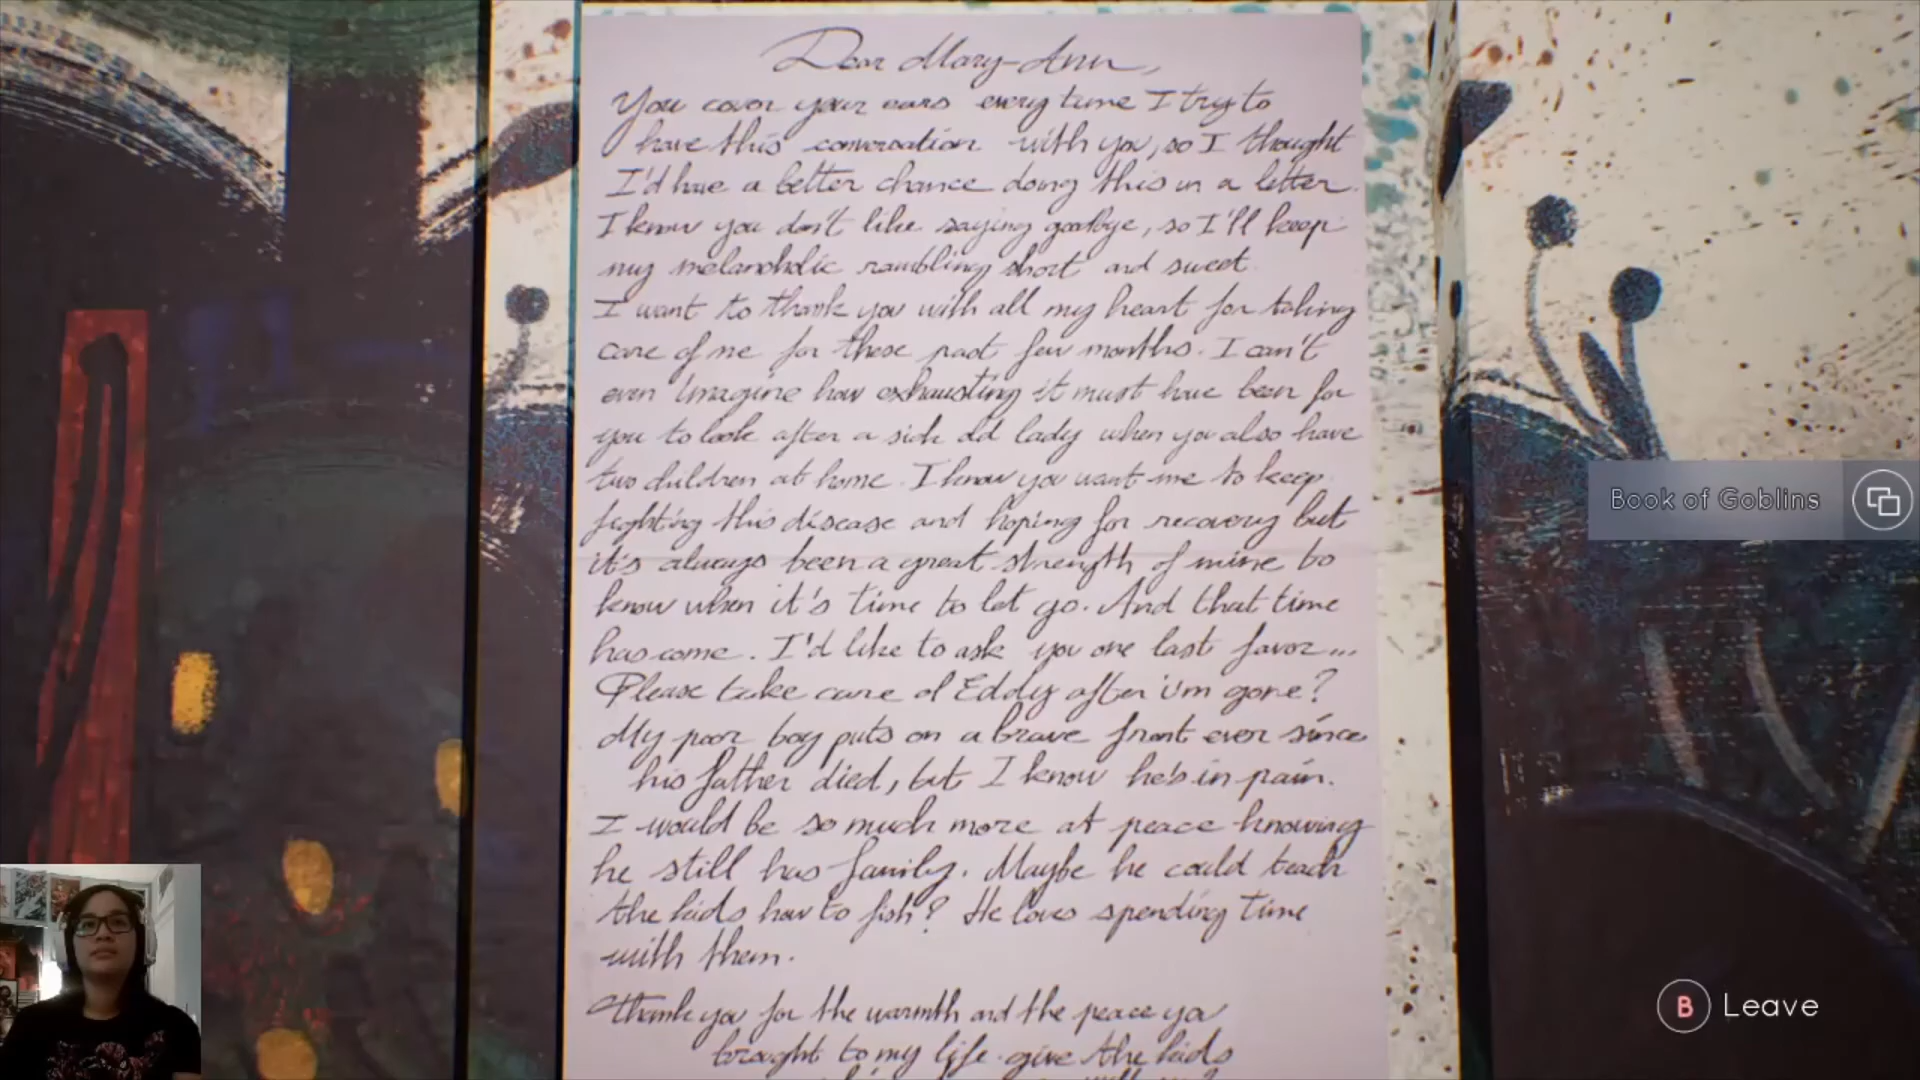 Dear Mary-Ann,
You cover your ears every time I try to
have this conversation with you, so I thought
I'd have a better chance doing this in a letter.
I know you don't like saying goodbye, so I'll keep
my melancholic rambling short and sweet.
I want to thank you with all my heart for taking
care of me for these past few months. I can't
even imagine how exhausting it must have been for
you to look after a sick old lady when you also have
two children at home. I know you want me to keep
fighting this disease and hoping for recovery but
it's always been a great strength of mine to
know when it's time to let go. And that time
has come. I'd like to ask you one last favor...
Please take care of Eddy after i'm gone?
My poor boy puts on a brave front ever since
his father died, but I know he's in pain.
I would be so much more at peace knowing
he still has family. Maybe he could teach
the kids how to fish? He loves spending time
with them.
Thank you for the warmth and the peace you
brought to my life. give the kids
Book of Goblins
B Leave